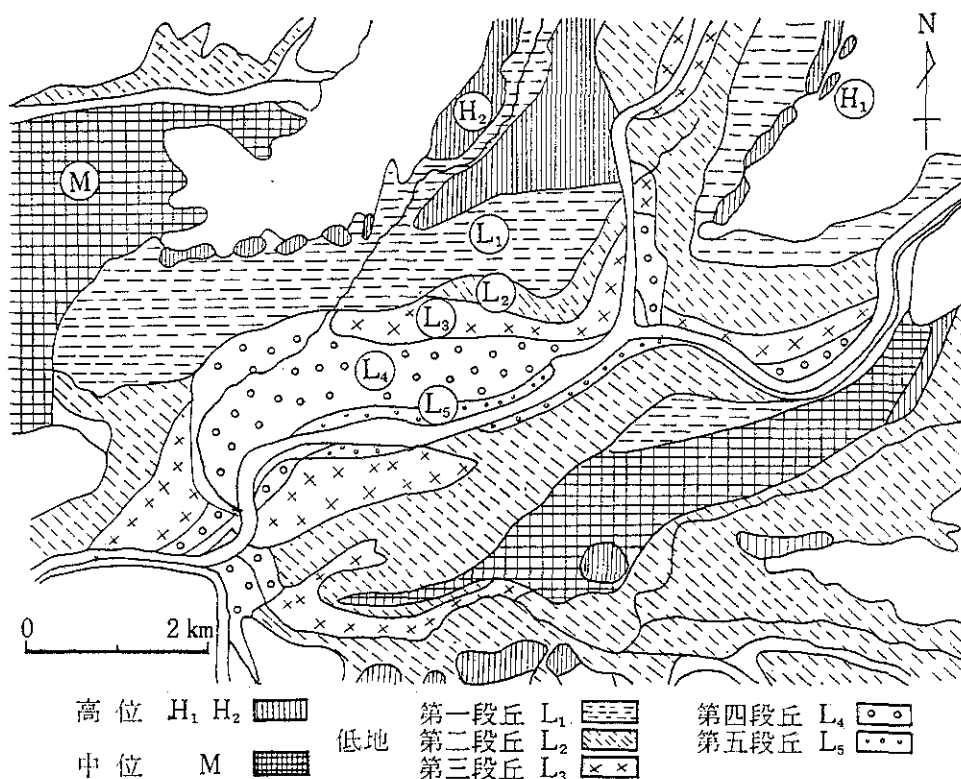 N
H₂
H₁
M
L₁
L₂
L₃
L₄
L₅
0 2 km
高位 H₁ H₂
中位 M
低地
第一段丘 L₁
第二段丘 L₂
第三段丘 L₃
第四段丘 L₄
第五段丘 L₅